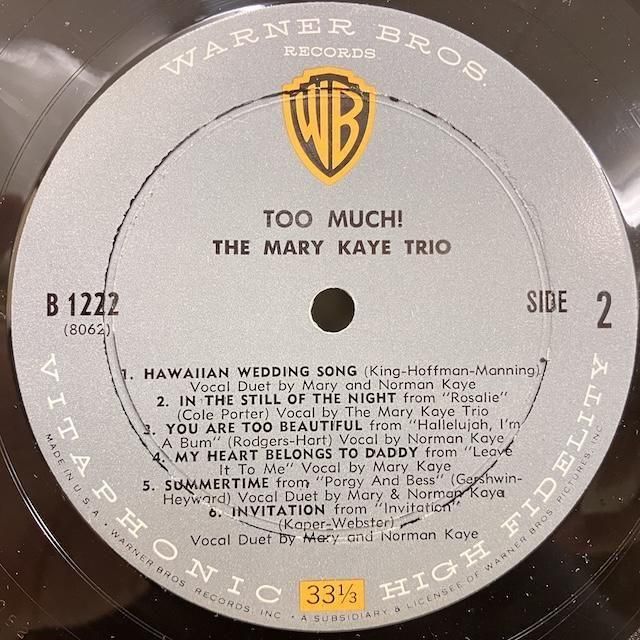 WARNER BROS.
RECORDS
WB
TOO MUCH!
THE MARY KAYE TRIO
B 1222
(8062)
SIDE 2
1. HAWAIIAN WEDDING SONG (King-Hoffman-Manning)
Vocal Duet by Mary and Norman Kaye
2. IN THE STILL OF THE NIGHT from "Rosalie"
(Cole Porter) Vocal by The Mary Kaye Trio
3. YOU ARE TOO BEAUTIFUL from "Hallelujah, I'm
A Bum" (Rodgers-Hart) Vocal by Norman Kaye
4. MY HEART BELONGS TO DADDY from "Leave
It To Me" Vocal by Mary Kaye
5. SUMMERTIME from "Porgy And Bess" (Gershwin-
Heyward) Vocal Duet by Mary & Norman Kaye
6. INVITATION from "Invitation"
(Kaper-Webster)
Vocal Duet by Mary and Norman Kaye
VITAPHONIC HIGH FIDELITY
33 1/3
MADE IN U.S.A. • WARNER BROS. RECORDS, INC. • A SUBSIDIARY & LICENSEE OF WARNER BROS. PICTURES, INC.